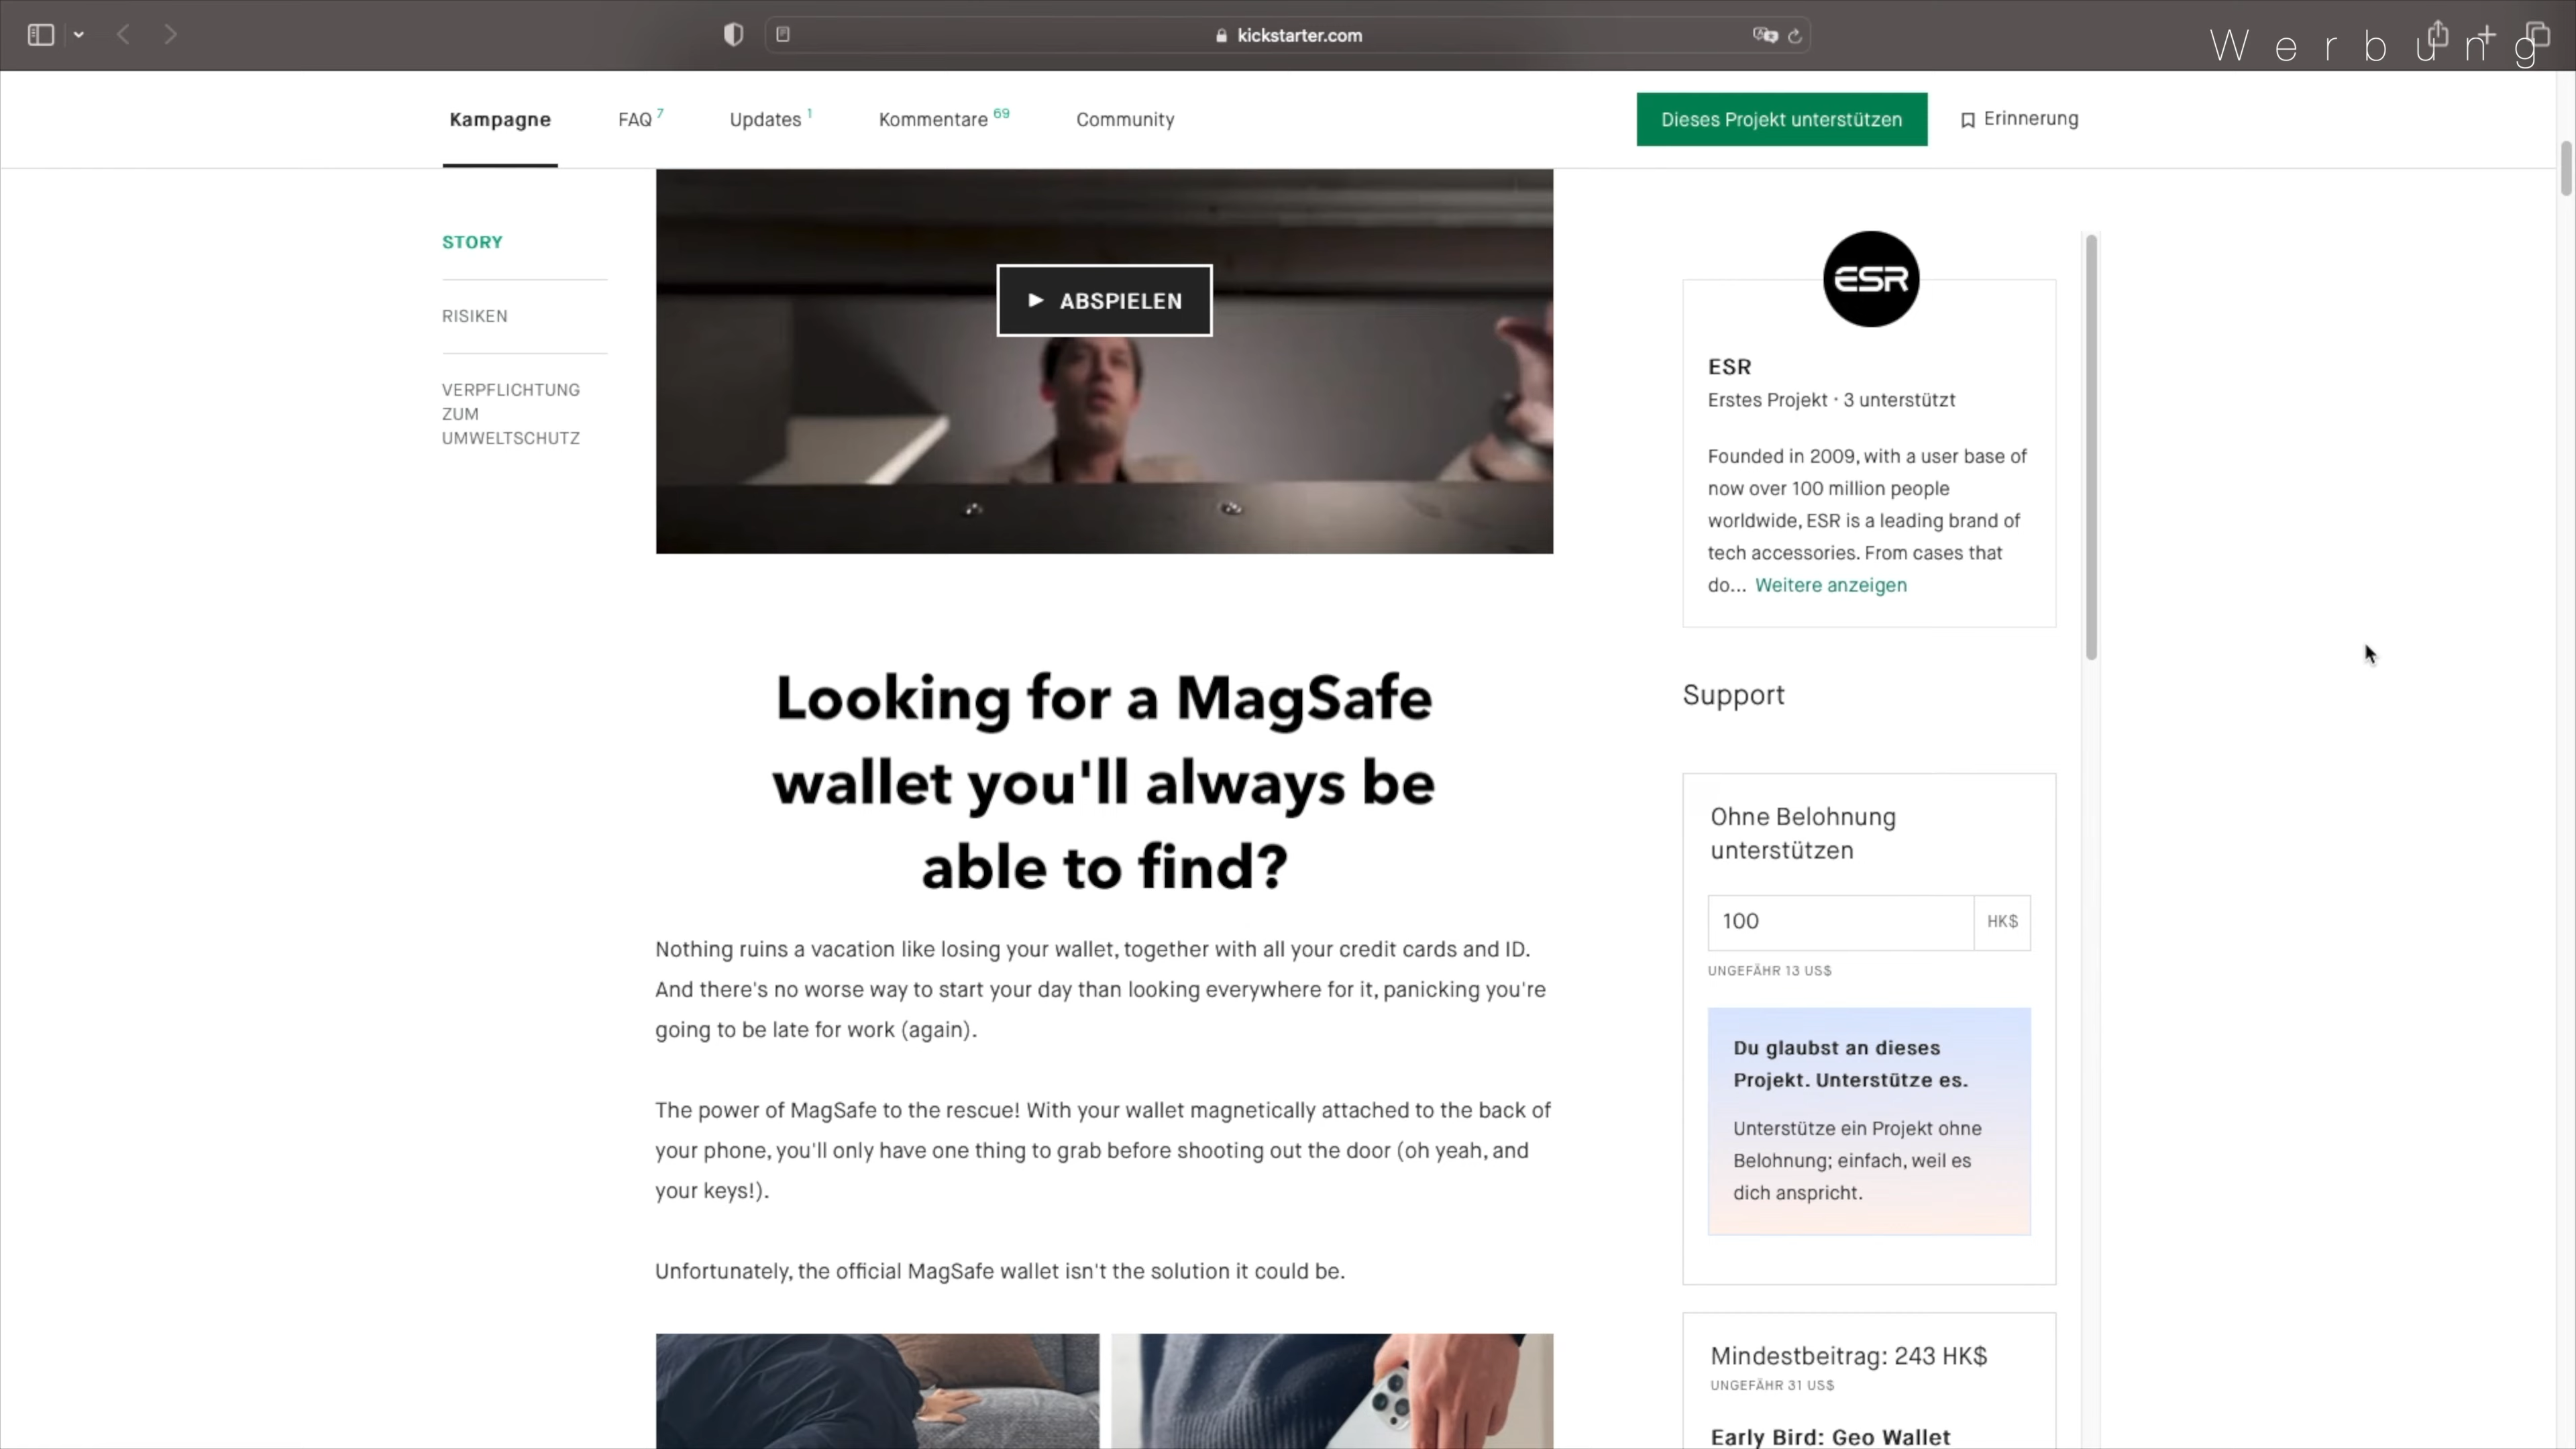 kickstarter.com
Werbung
Kampagne
FAQ 7
Updates 1
Kommentare 69
Community
Dieses Projekt unterstützen
Erinnerung
STORY
RISIKEN
VERPFLICHTUNG
ZUM
UMWELTSCHUTZ
ABSPIELEN
Looking for a MagSafe
wallet you'll always be
able to find?
Nothing ruins a vacation like losing your wallet, together with all your credit cards and ID.
And there's no worse way to start your day than looking everywhere for it, panicking you're
going to be late for work (again).
The power of MagSafe to the rescue! With your wallet magnetically attached to the back of
your phone, you'll only have one thing to grab before shooting out the door (oh yeah, and
your keys!).
Unfortunately, the official MagSafe wallet isn't the solution it could be.
ESR
ESR
Erstes Projekt · 3 unterstützt
Founded in 2009, with a user base of
now over 100 million people
worldwide, ESR is a leading brand of
tech accessories. From cases that
do... Weitere anzeigen
Support
Ohne Belohnung
unterstützen
100 HK$
UNGEFÄHR 13 US$
Du glaubst an dieses
Projekt. Unterstütze es.
Unterstütze ein Projekt ohne
Belohnung; einfach, weil es
dich anspricht.
Mindestbeitrag: 243 HK$
UNGEFÄHR 31 US$
Early Bird: Geo Wallet